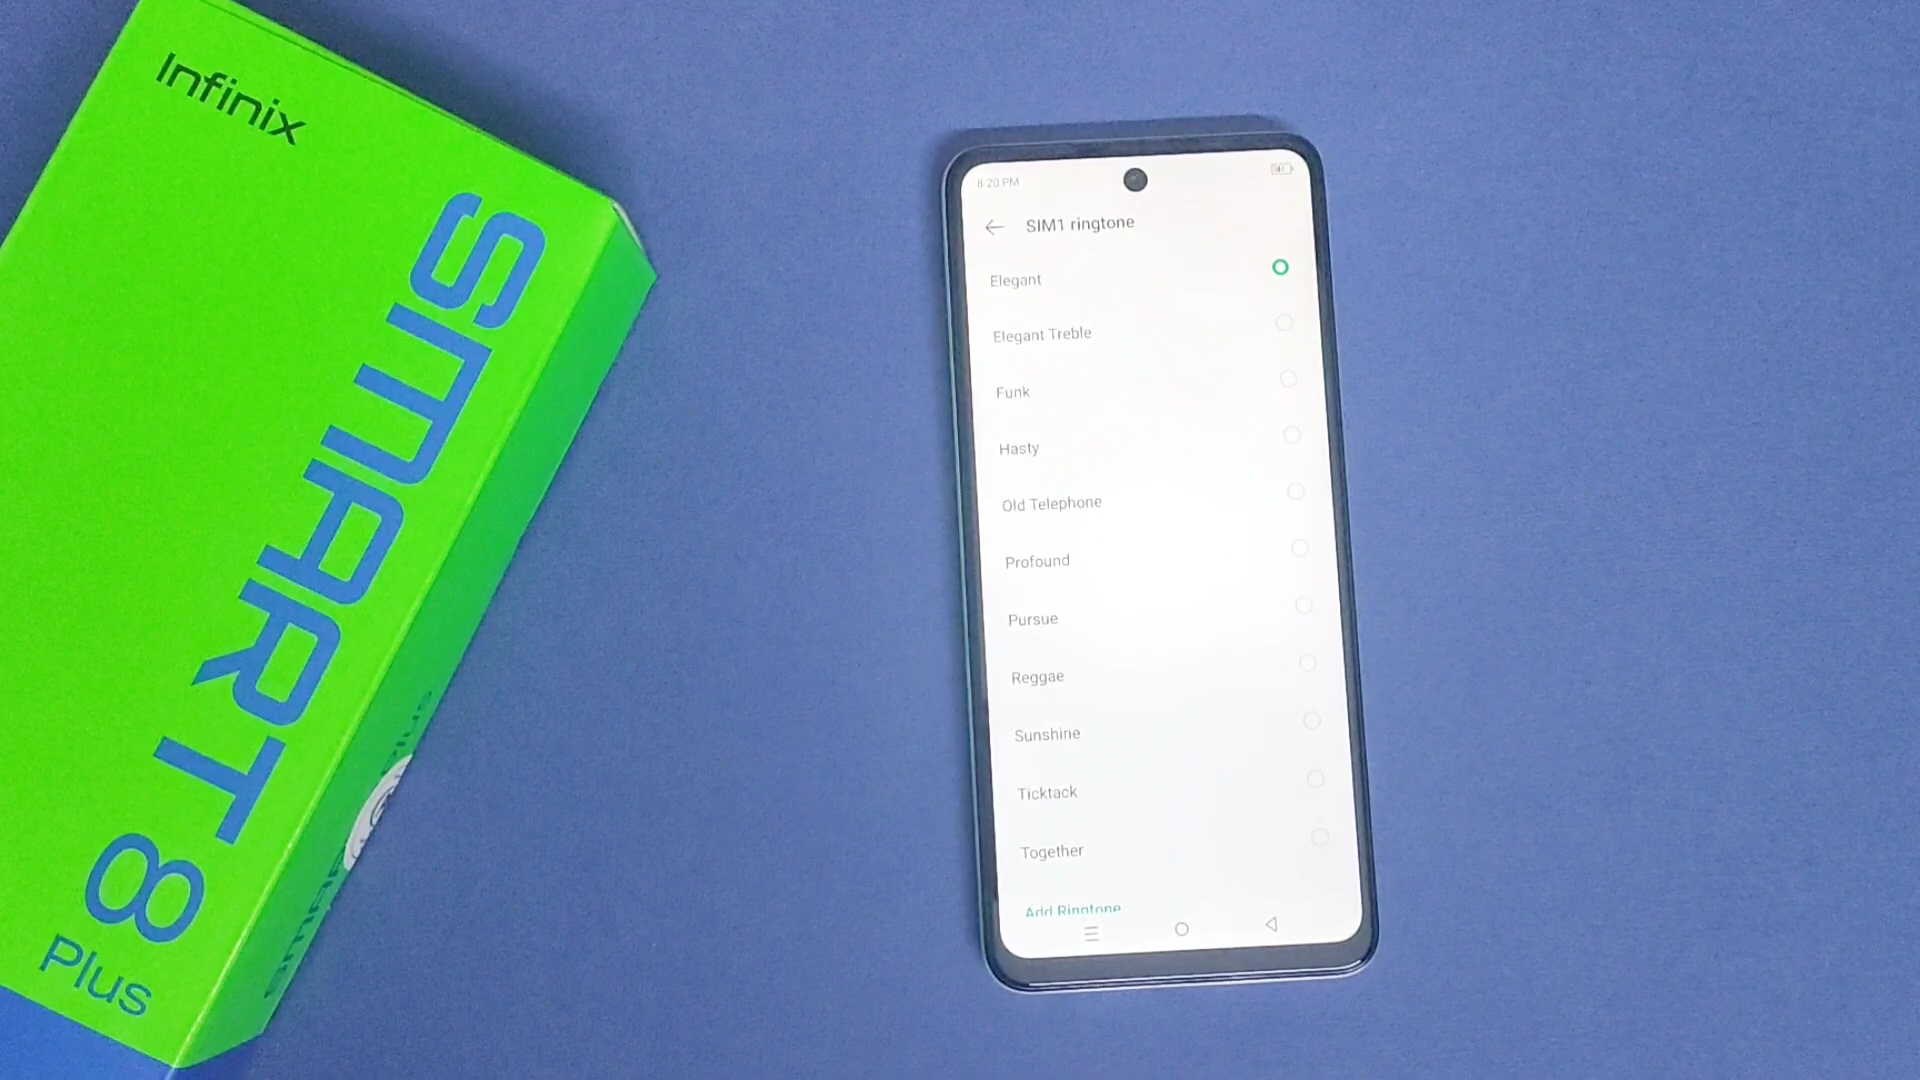 Infinix
SMART 8
Plus
8:20 PM
SIM1 ringtone
Elegant
Elegant Treble
Funk
Hasty
Old Telephone
Profound
Pursue
Reggae
Sunshine
Ticktack
Together
Add Ringtone